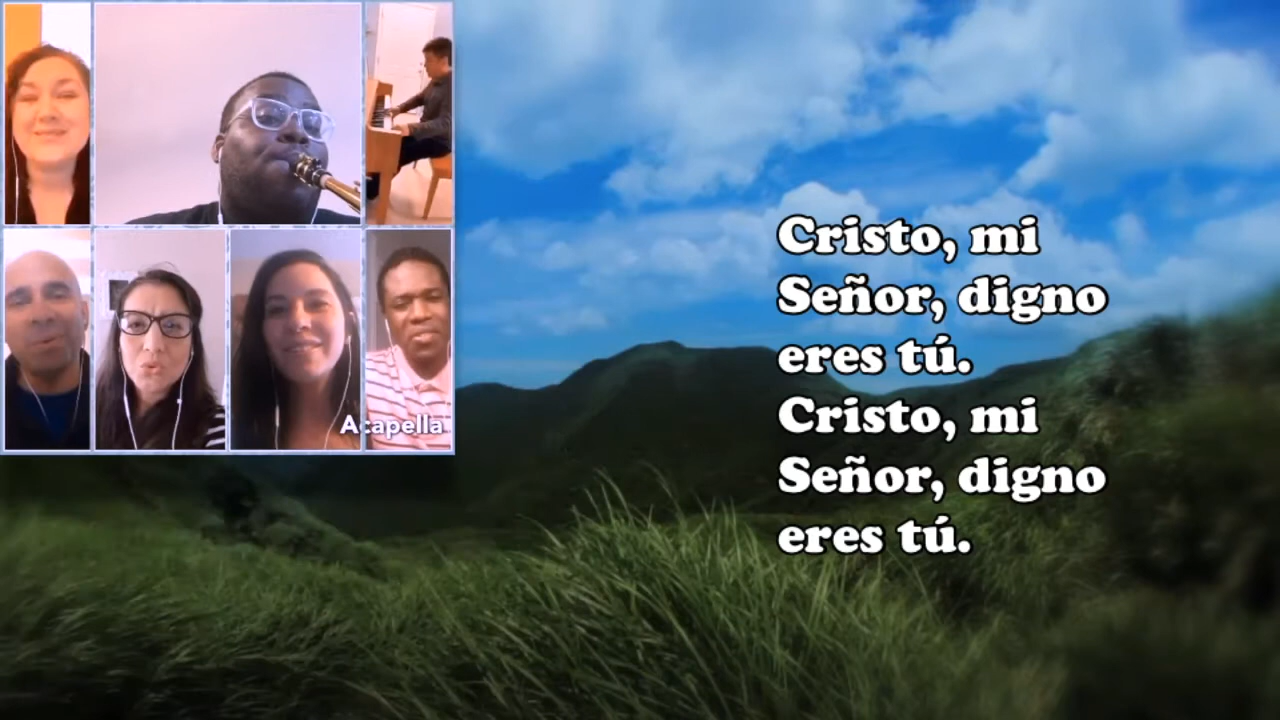 Acapella
Cristo, mi
Señor, digno
eres tú.
Cristo, mi
Señor, digno
eres tú.